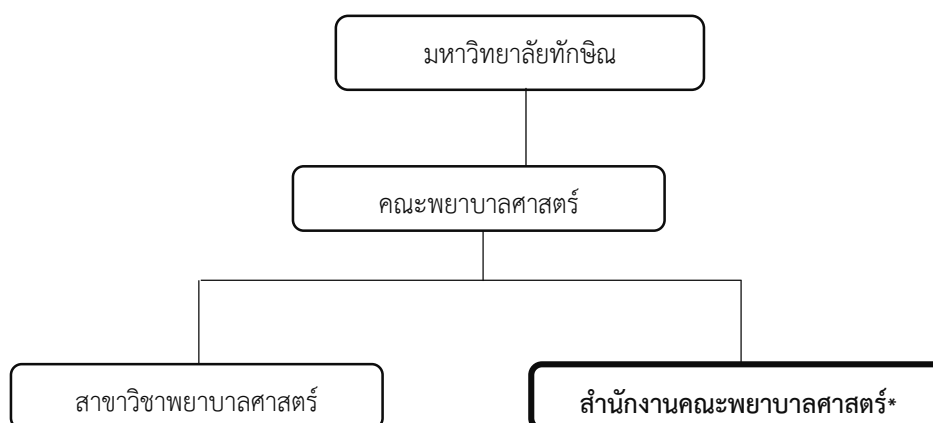 มหาวิทยาลัยทักษิณ
คณะพยาบาลศาสตร์
สาขาวิชาพยาบาลศาสตร์
สำนักงานคณะพยาบาลศาสตร์*